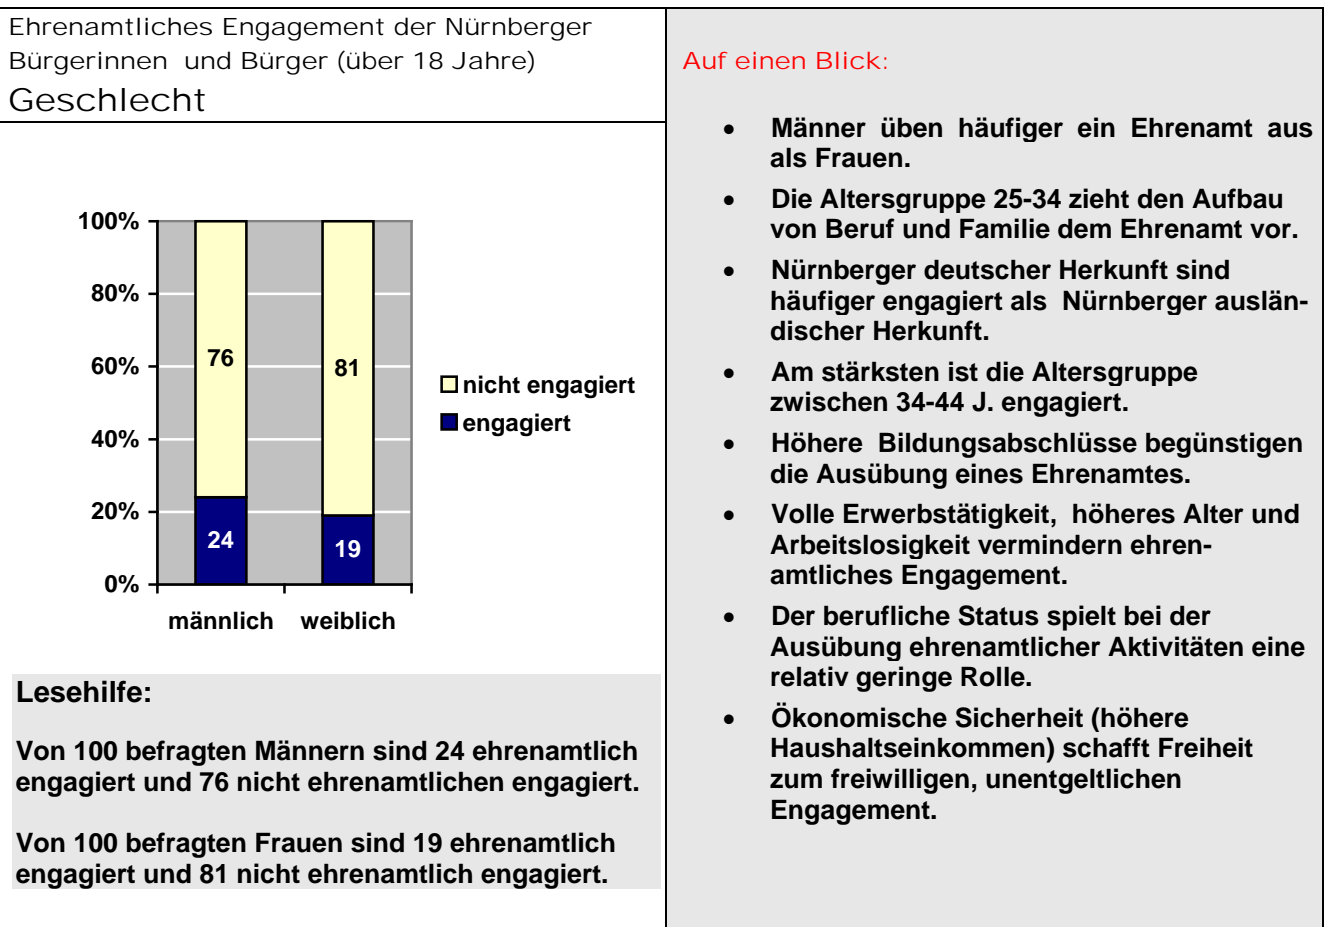 Ehrenamtliches Engagement der Nürnberger
Bürgerinnen und Bürger (über 18 Jahre)
Geschlecht
100%
80%
60%
40%
20%
0%
76
81
24
19
männlich weiblich
nicht engagiert
engagiert
Lesehilfe:
Von 100 befragten Männern sind 24 ehrenamtlich
engagiert und 76 nicht ehrenamtlichen engagiert.
Von 100 befragten Frauen sind 19 ehrenamtlich
engagiert und 81 nicht ehrenamtlich engagiert.
Auf einen Blick:
• Männer üben häufiger ein Ehrenamt aus
als Frauen.
• Die Altersgruppe 25-34 zieht den Aufbau
von Beruf und Familie dem Ehrenamt vor.
• Nürnberger deutscher Herkunft sind
häufiger engagiert als Nürnberger auslän-
discher Herkunft.
• Am stärksten ist die Altersgruppe
zwischen 34-44 J. engagiert.
• Höhere Bildungsabschlüsse begünstigen
die Ausübung eines Ehrenamtes.
• Volle Erwerbstätigkeit, höheres Alter und
Arbeitslosigkeit vermindern ehren-
amtliches Engagement.
• Der berufliche Status spielt bei der
Ausübung ehrenamtlicher Aktivitäten eine
relativ geringe Rolle.
• Ökonomische Sicherheit (höhere
Haushaltseinkommen) schafft Freiheit
zum freiwilligen, unentgeltlichen
Engagement.